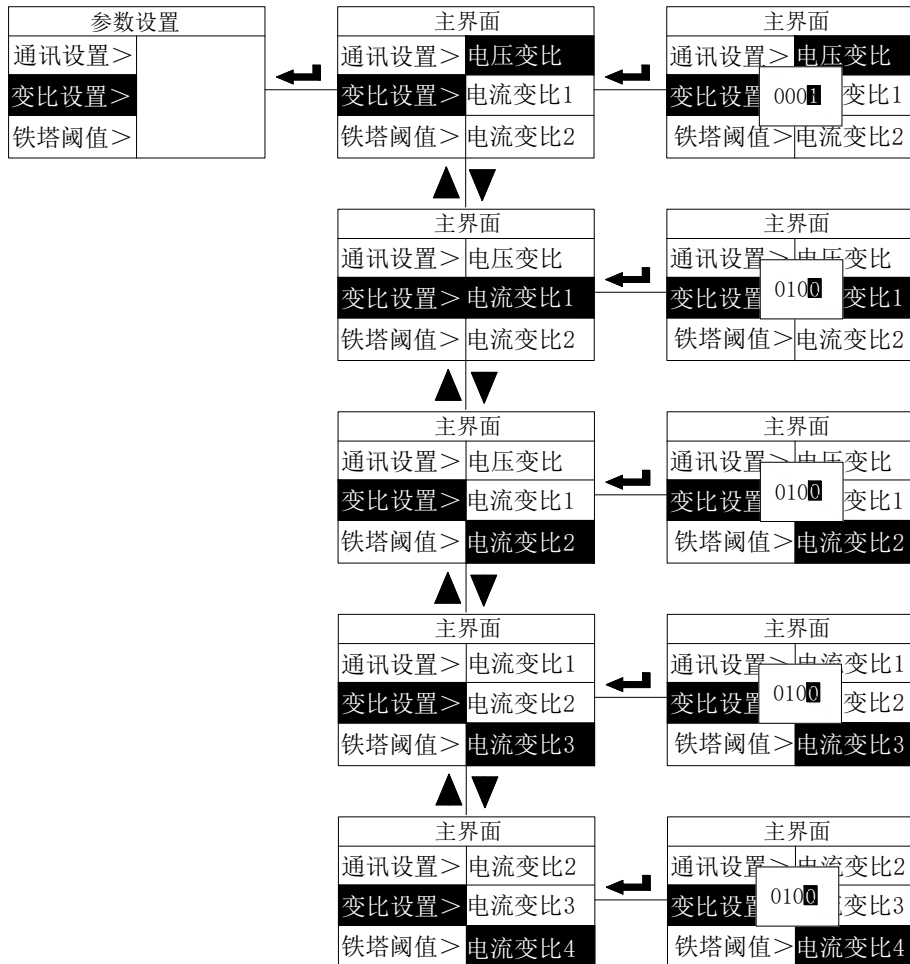 参数设置
通讯设置>
变比设置>
铁塔阈值>
主界面
通讯设置> 电压变比
变比设置> 电流变比1
铁塔阈值> 电流变比2
主界面
通讯设置> 电压变比
变比设置 0001 变比1
铁塔阈值> 电流变比2
主界面
通讯设置> 电压变比
变比设置> 电流变比1
铁塔阈值> 电流变比2
主界面
通讯设置> 电压变比
变比设置 0100 变比1
铁塔阈值> 电流变比2
主界面
通讯设置> 电压变比
变比设置> 电流变比1
铁塔阈值> 电流变比2
主界面
通讯设置> 电压变比
变比设置 0100 变比1
铁塔阈值> 电流变比2
主界面
通讯设置> 电流变比1
变比设置> 电流变比2
铁塔阈值> 电流变比3
主界面
通讯设置> 电流变比1
变比设置 0100 变比2
铁塔阈值> 电流变比3
主界面
通讯设置> 电流变比2
变比设置> 电流变比3
铁塔阈值> 电流变比4
主界面
通讯设置> 电流变比2
变比设置 0100 变比3
铁塔阈值> 电流变比4